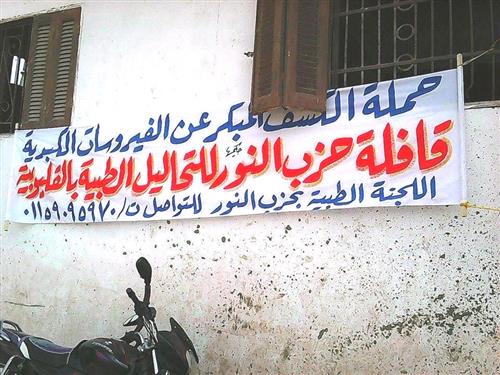 حملة الكشف المبكر عن الفيروسات الكبدية
قافلة حزب النور للتحاليل الطبية بالقليوبية
اللجنة الطبية بحزب النور للتواصل ت/ ٠١١٥٩٠٩٥٩٧٠